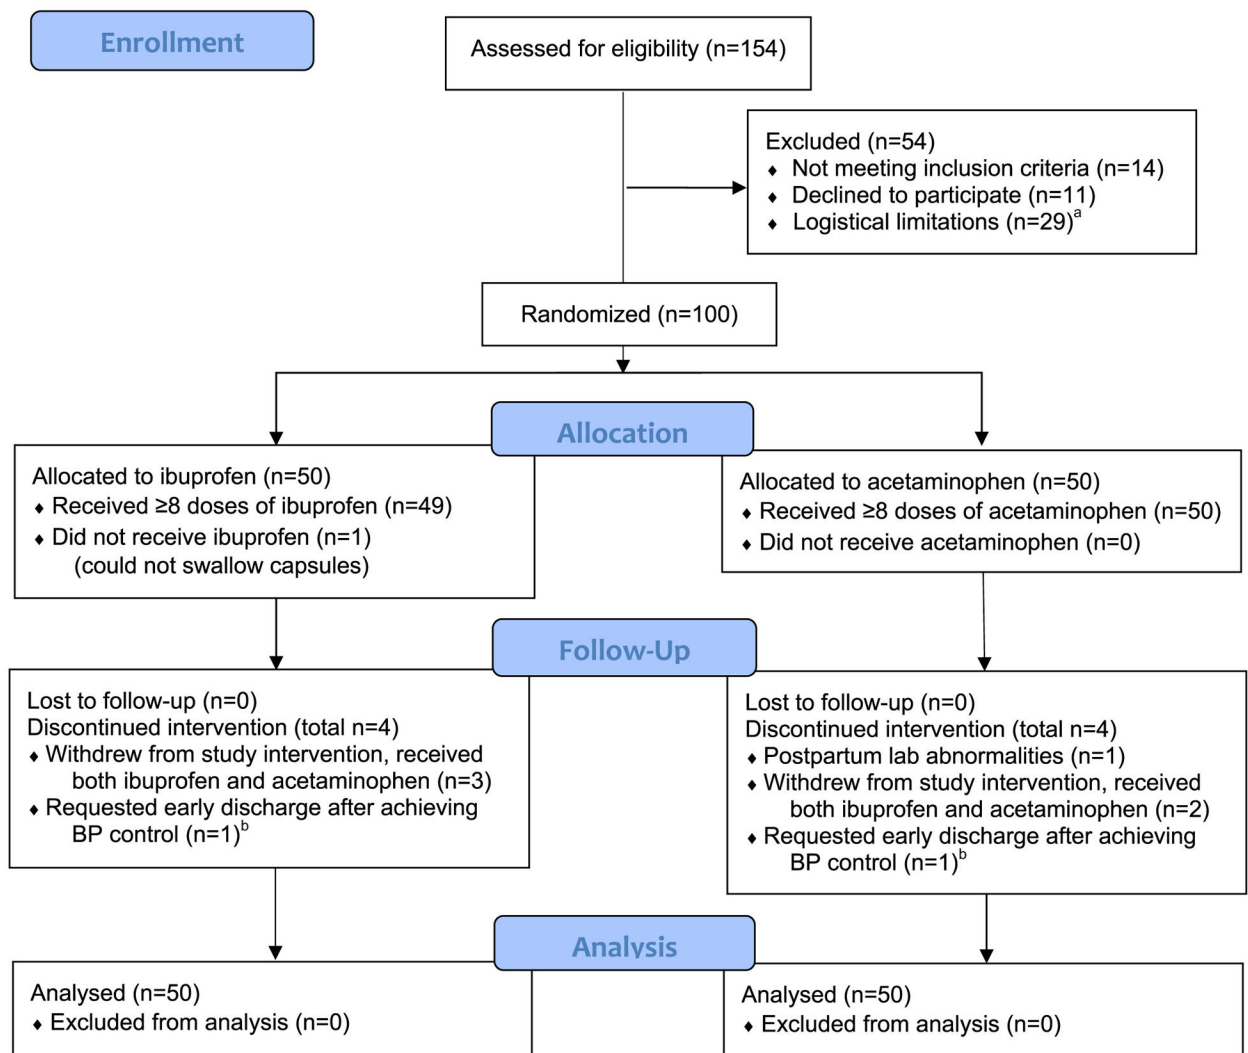 Enrollment
Assessed for eligibility (n=154)
Excluded (n=54)
♦ Not meeting inclusion criteria (n=14)
♦ Declined to participate (n=11)
♦ Logistical limitations (n=29)a
Randomized (n=100)
Allocation
Allocated to ibuprofen (n=50)
♦ Received ≥8 doses of ibuprofen (n=49)
♦ Did not receive ibuprofen (n=1)
(could not swallow capsules)
Allocated to acetaminophen (n=50)
♦ Received ≥8 doses of acetaminophen (n=50)
♦ Did not receive acetaminophen (n=0)
Follow-Up
Lost to follow-up (n=0)
Discontinued intervention (total n=4)
♦ Withdrew from study intervention, received
both ibuprofen and acetaminophen (n=3)
♦ Requested early discharge after achieving
BP control (n=1)b
Lost to follow-up (n=0)
Discontinued intervention (total n=4)
♦ Postpartum lab abnormalities (n=1)
♦ Withdrew from study intervention, received
both ibuprofen and acetaminophen (n=2)
♦ Requested early discharge after achieving
BP control (n=1)b
Analysis
Analysed (n=50)
♦ Excluded from analysis (n=0)
Analysed (n=50)
♦ Excluded from analysis (n=0)